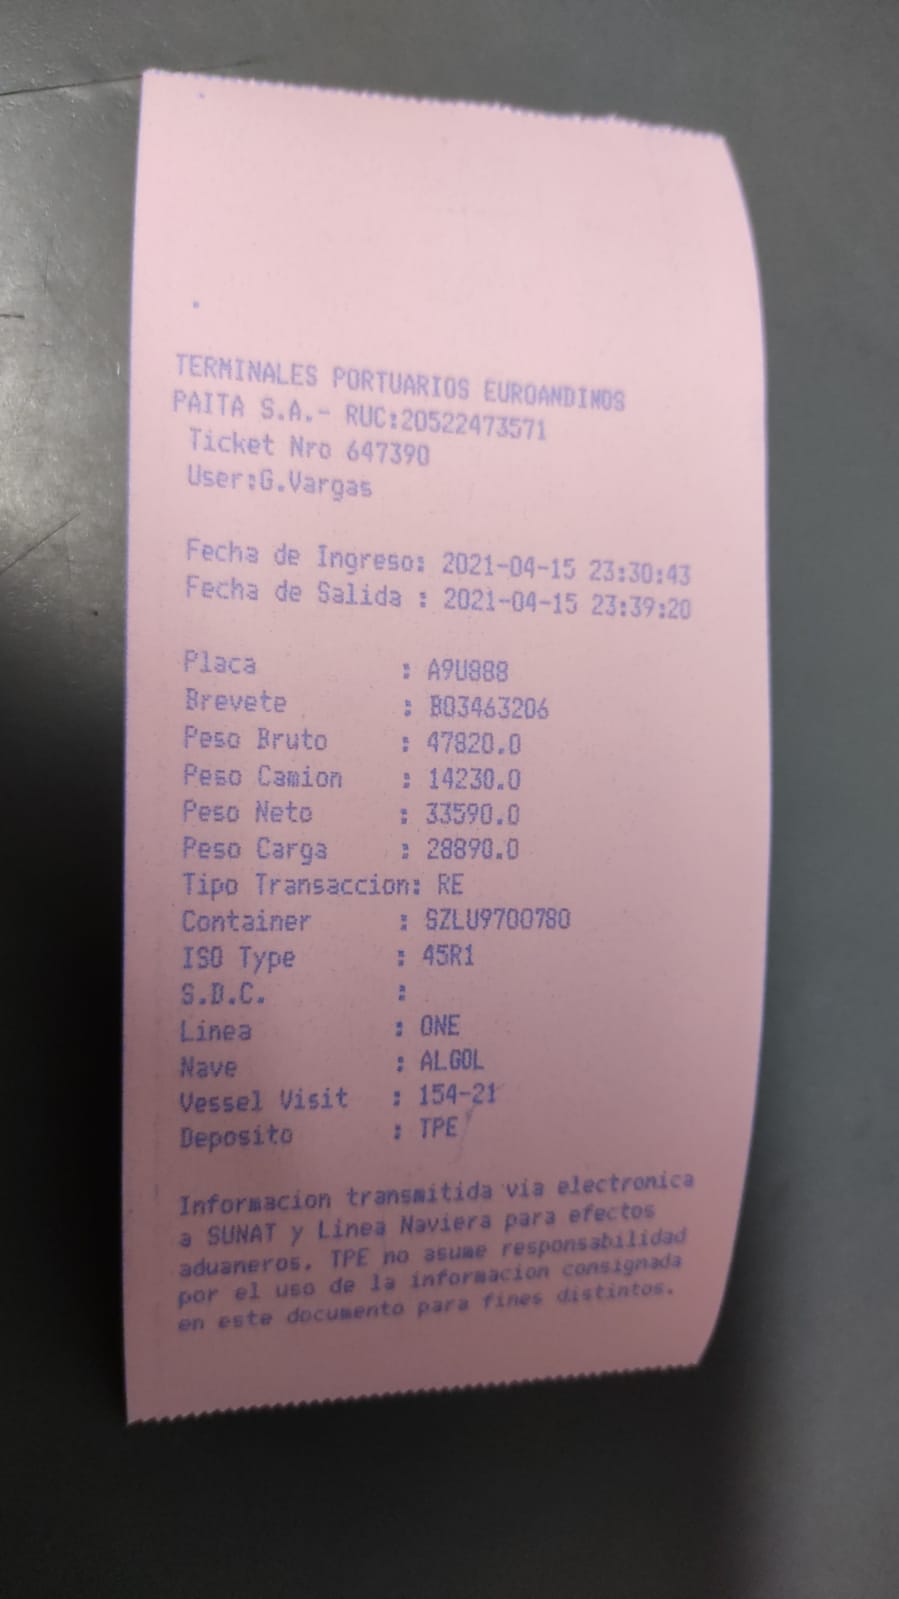 TERMINALES PORTUARIOS EUROANDINOS
PAITA S.A.- RUC:20522473571
Ticket Nro 647390
User:G.Vargas
Fecha de Ingreso: 2021-04-15 23:30:43
Fecha de Salida : 2021-04-15 23:39:20
Placa : A9U888
Brevete : B03463206
Peso Bruto : 47820.0
Peso Camion : 14230.0
Peso Neto : 33590.0
Peso Carga : 28890.0
Tipo Transaccion: RE
Container : SZLU9700780
ISO Type : 45R1
S.D.C. :
Linea : ONE
Nave : ALGOL
Vessel Visit : 154-21
Deposito : TPE
Informacion transmitida via electronica
a SUNAT y Linea Naviera para efectos
aduaneros. TPE no asume responsabilidad
por el uso de la informacion consignada
en este documento para fines distintos.